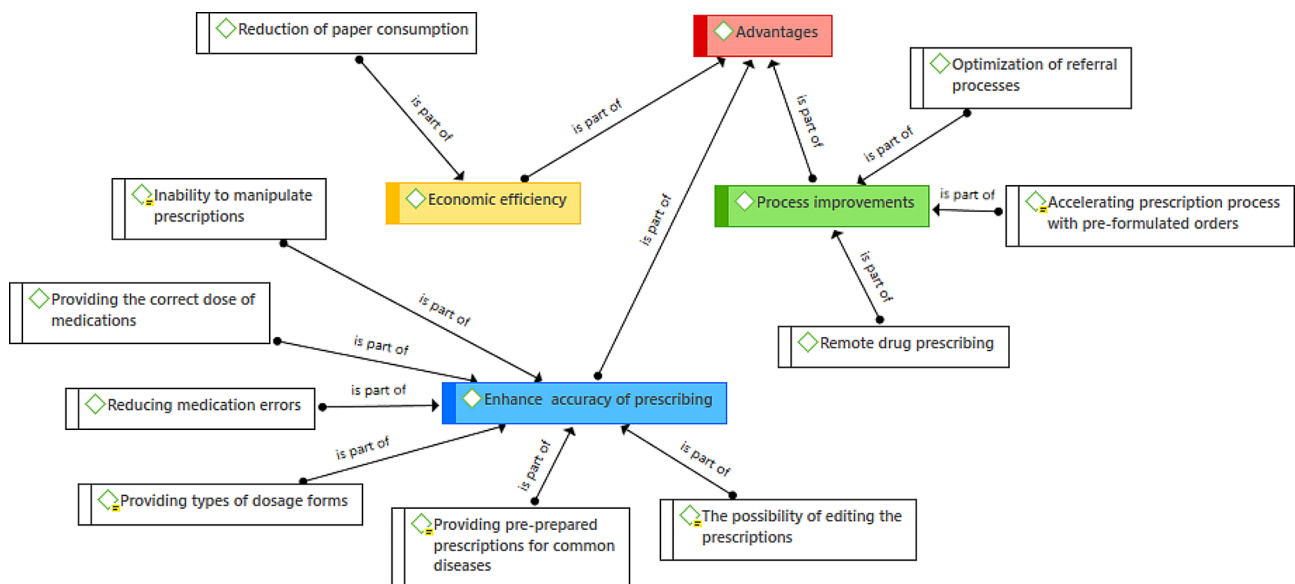 Reduction of paper consumption
Advantages
Optimization of referral
processes
is part of
is part of
is part of
is part of
Inability to manipulate
prescriptions
Economic efficiency
Process improvements
is part of
Accelerating prescription process
with pre-formulated orders
is part of
Providing the correct dose of
medications
is part of
is part of
is part of
Remote drug prescribing
Reducing medication errors
is part of
Enhance accuracy of prescribing
is part of
is part of
is part of
Providing types of dosage forms
Providing pre-prepared
prescriptions for common
diseases
The possibility of editing the
prescriptions